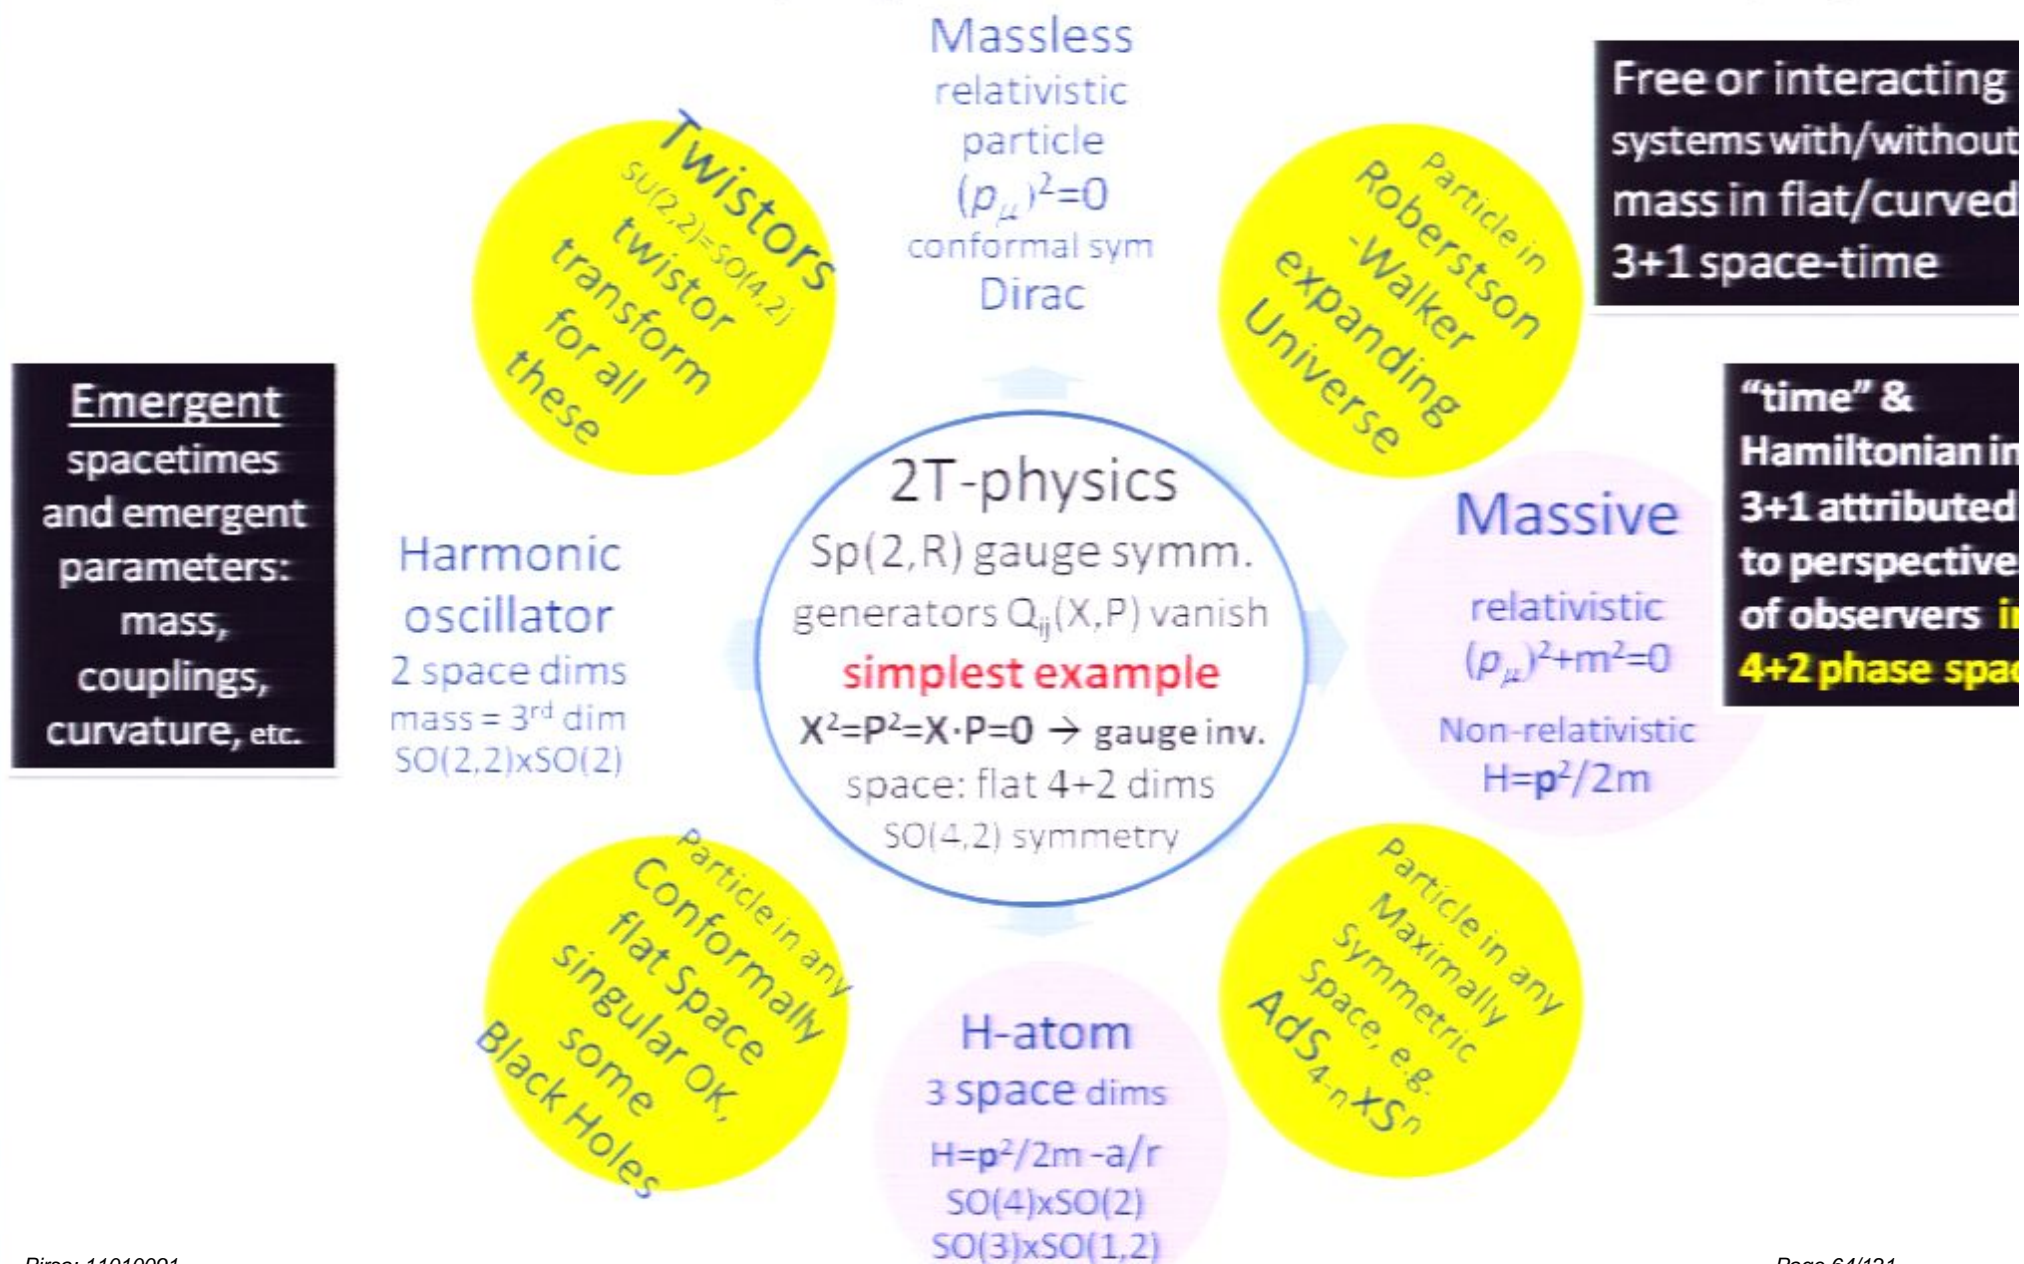 Massless
relativistic
particle
(pμ)²=0
conformal sym
Dirac
Free or interacting
systems with/without
mass in flat/curved
3+1 space-time
Twistors
SU(2,2)=SO(4,2)
twistor
transform
for all
these
Particle in
Roberstson
-Walker
expanding
Universe
Emergent
spacetimes
and emergent
parameters:
mass,
couplings,
curvature, etc.
"time" &
Hamiltonian in
3+1 attributed
to perspective
of observers
4+2 phase
Harmonic
oscillator
2 space dims
mass = 3rd dim
SO(2,2)xSO(2)
2T-physics
Sp(2,R) gauge symm.
generators Qij(X,P) vanish
simplest example
X²=P²=X·P=0 → gauge inv.
space: flat 4+2 dims
SO(4,2) symmetry
Massive
relativistic
(pμ)²+m²=0
Non-relativistic
H=p²/2m
Particle in any
Conformally
flat Space
singular OK,
some
Black Holes
H-atom
3 space dims
H=p²/2m -a/r
SO(4)xSO(2)
SO(3)xSO(1,2)
Particle in any
Maximally
Symmetric
Space, e.g.
AdS4-nxSn